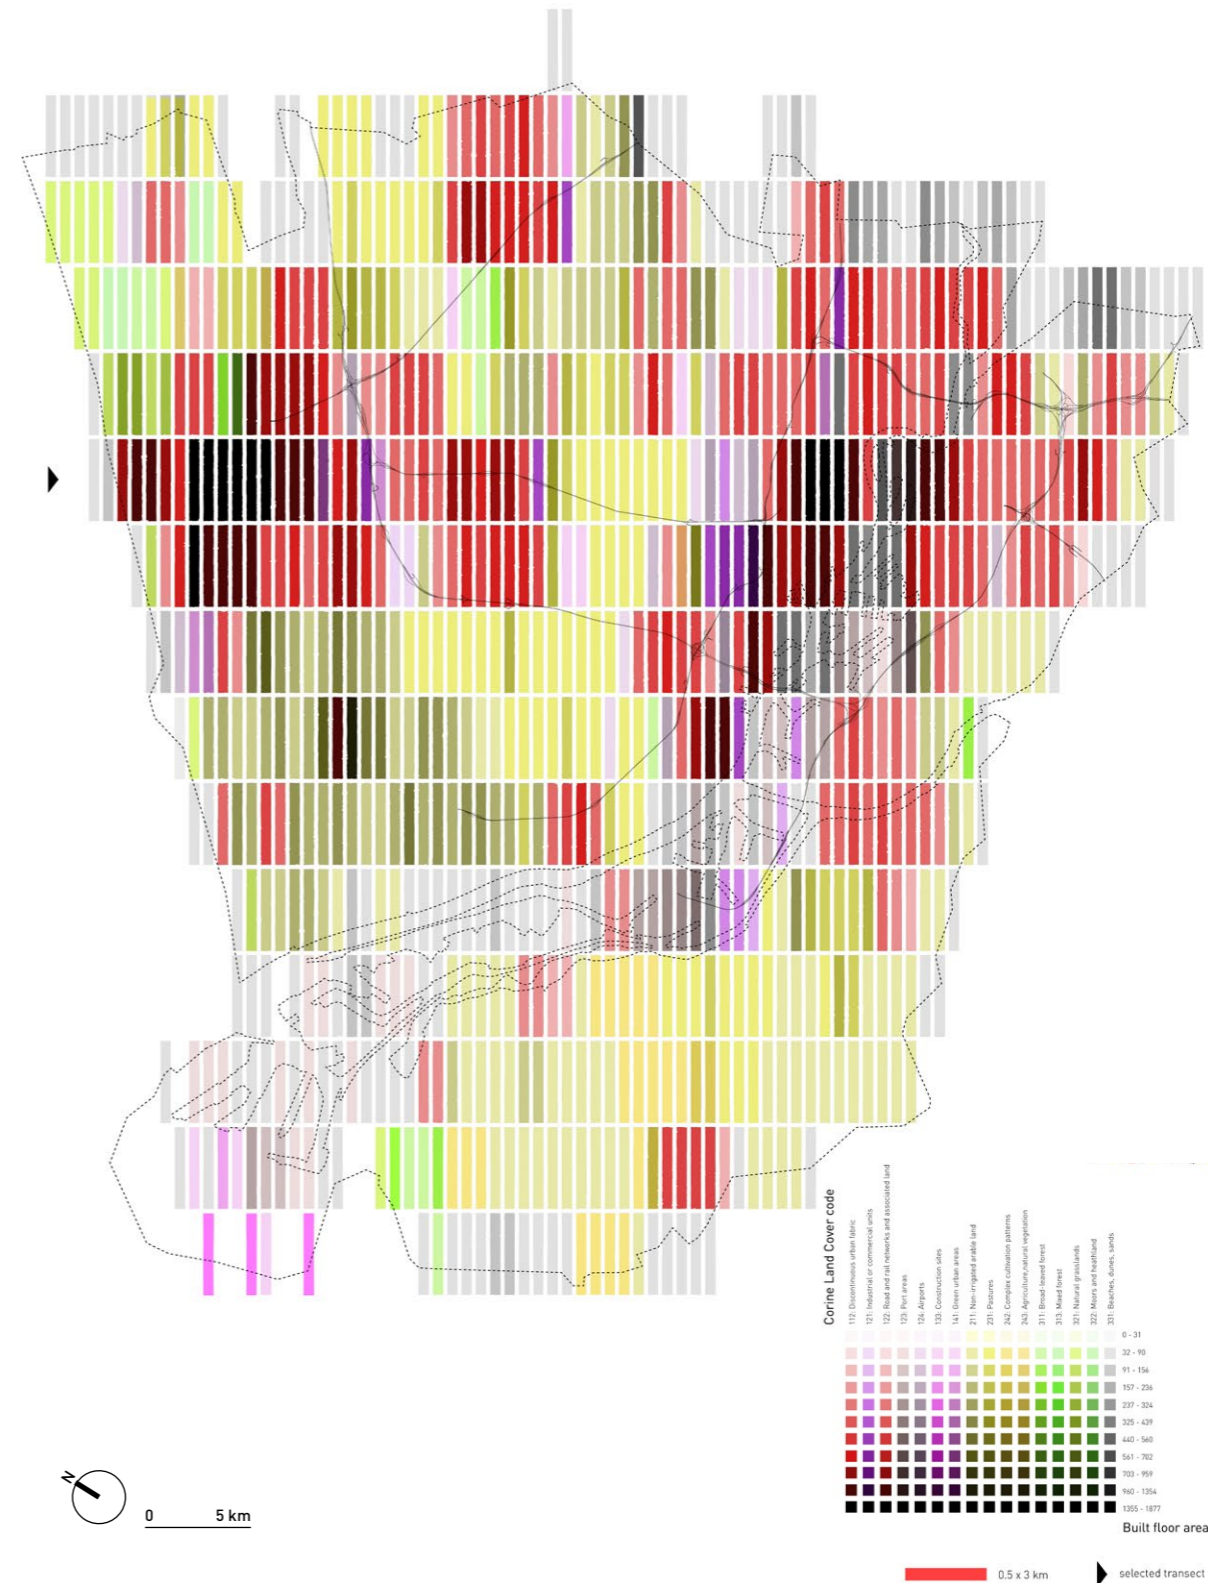 Corine Land Cover code
112: Discontinuous urban fabric
121: Industrial or commercial units
122: Road and rail networks and associated land
123: Port areas
124: Airports
133: Construction sites
141: Green urban areas
211: Non-irrigated arable land
231: Pastures
242: Complex cultivation patterns
243: Agriculture,natural vegetation
311: Broad-leaved forest
313: Mixed forest
321: Natural grasslands
322: Moors and heathland
331: Beaches, dunes, sands
0 - 31
32 - 90
91 - 156
157 - 236
237 - 324
325 - 439
440 - 560
561 - 702
703 - 959
960 - 1354
1355 - 1877
Built floor area
N
0 5 km
0.5 x 3 km
selected transect